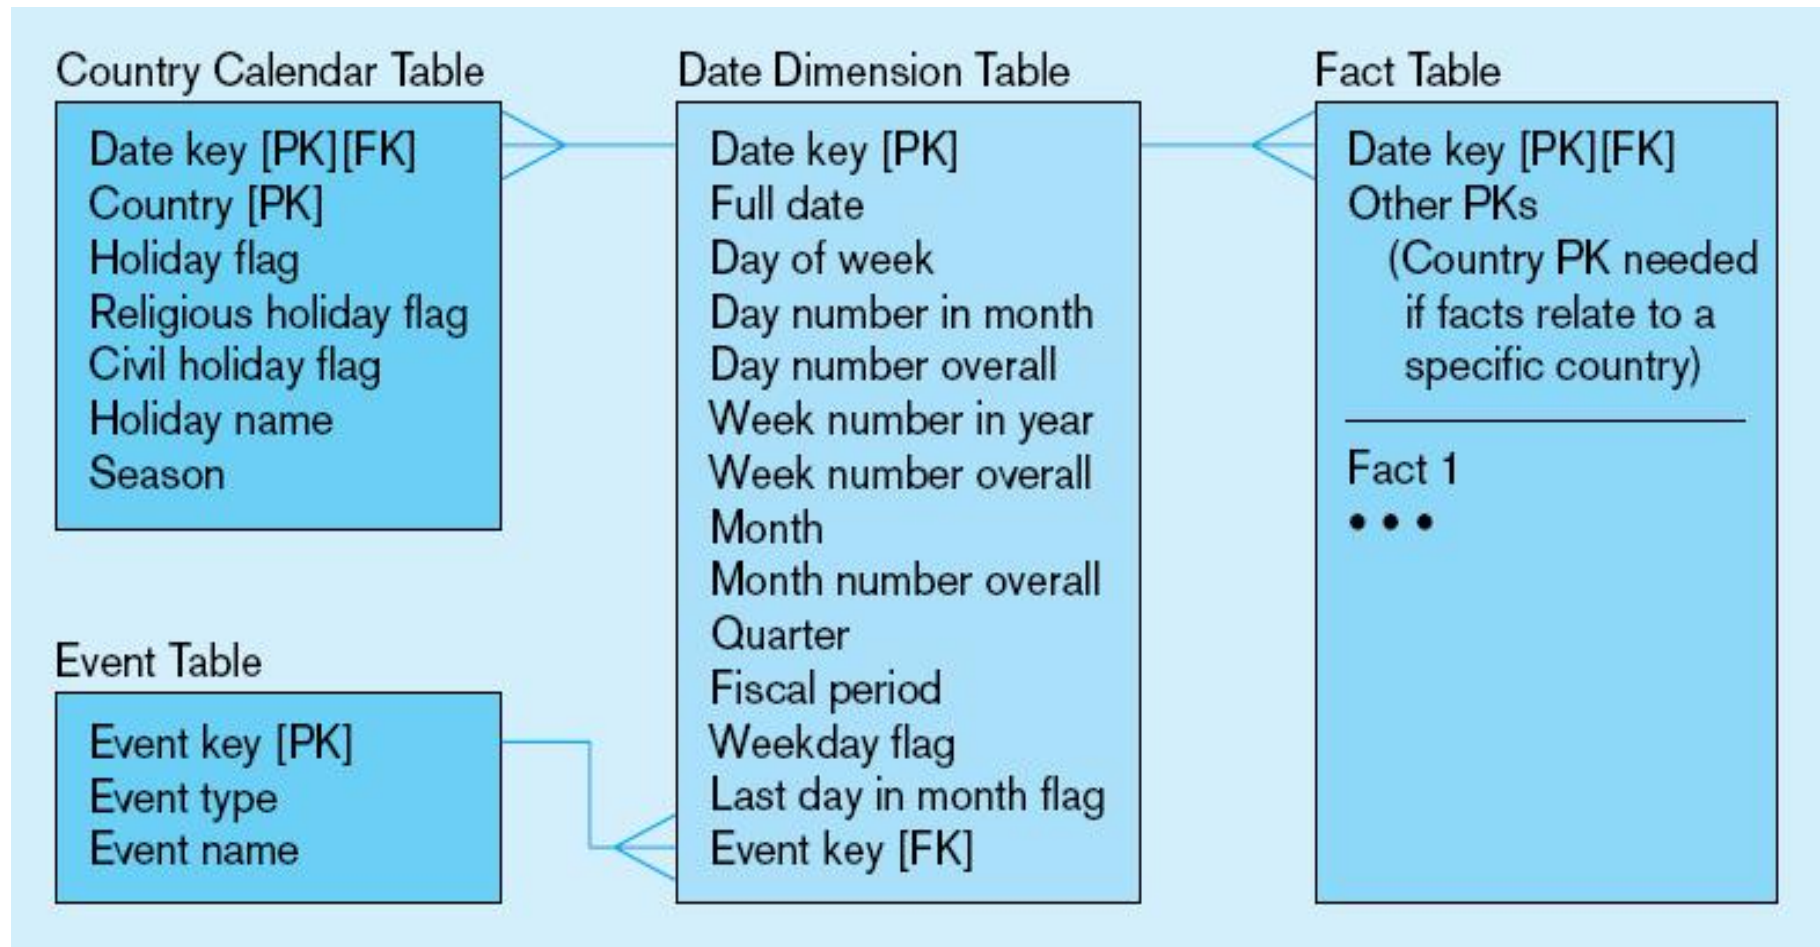 Country Calendar Table
Date key [PK][FK]
Country [PK]
Holiday flag
Religious holiday flag
Civil holiday flag
Holiday name
Season
Event Table
Event key [PK]
Event type
Event name
Date Dimension Table
Date key [PK]
Full date
Day of week
Day number in month
Day number overall
Week number in year
Week number overall
Month
Month number overall
Quarter
Fiscal period
Weekday flag
Last day in month flag
Event key [FK]
Fact Table
Date key [PK][FK]
Other PKs
(Country PK needed
if facts relate to a
specific country)
Fact 1
• • •